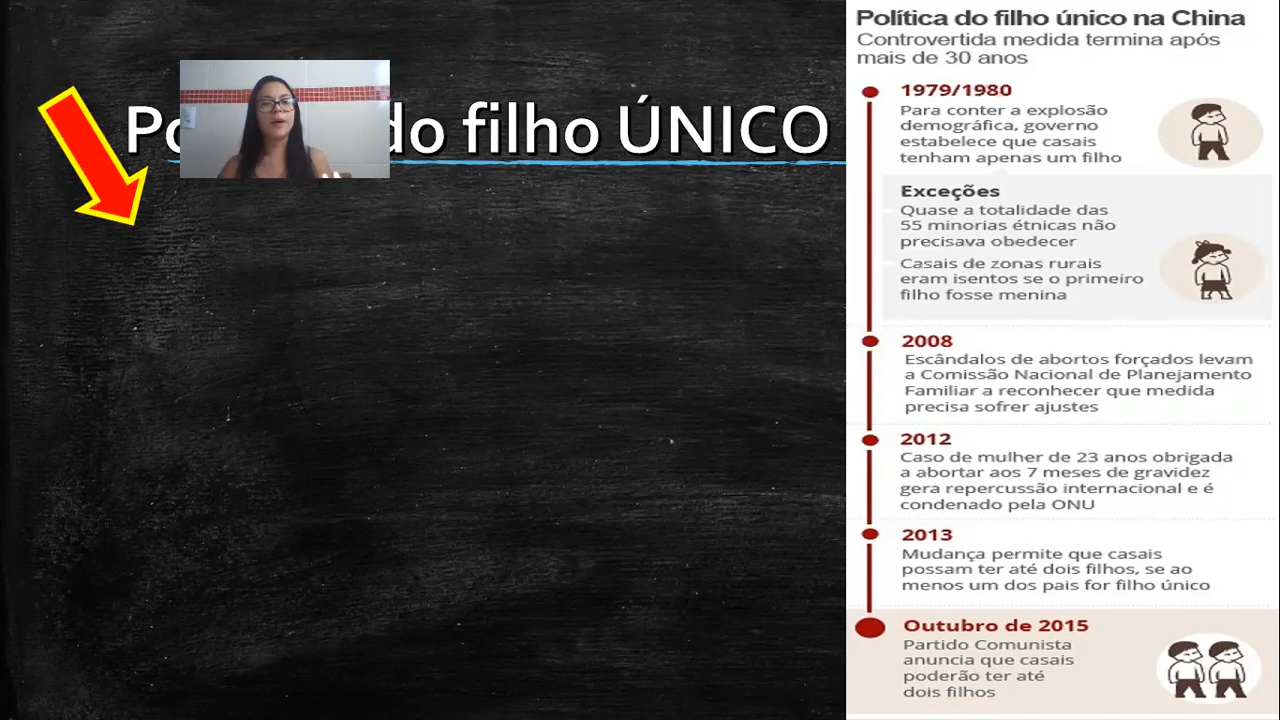 do filho ÚNICO
Política do filho único na China
Controvertida medida termina após
mais de 30 anos
1979/1980
Para conter a explosão
demográfica, governo
estabelece que casais
tenham apenas um filho
Exceções
Quase a totalidade das
55 minorias étnicas não
precisava obedecer
Casais de zonas rurais
eram isentos se o primeiro
filho fosse menina
2008
Escândalos de abortos forçados levam
a Comissão Nacional de Planejamento
Familiar a reconhecer que medida
precisa sofrer ajustes
2012
Caso de mulher de 23 anos obrigada
a abortar aos 7 meses de gravidez
gera repercussão internacional e é
condenado pela ONU
2013
Mudança permite que casais
possam ter até dois filhos, se ao
menos um dos pais for filho único
Outubro de 2015
Partido Comunista
anuncia que casais
poderão ter até
dois filhos